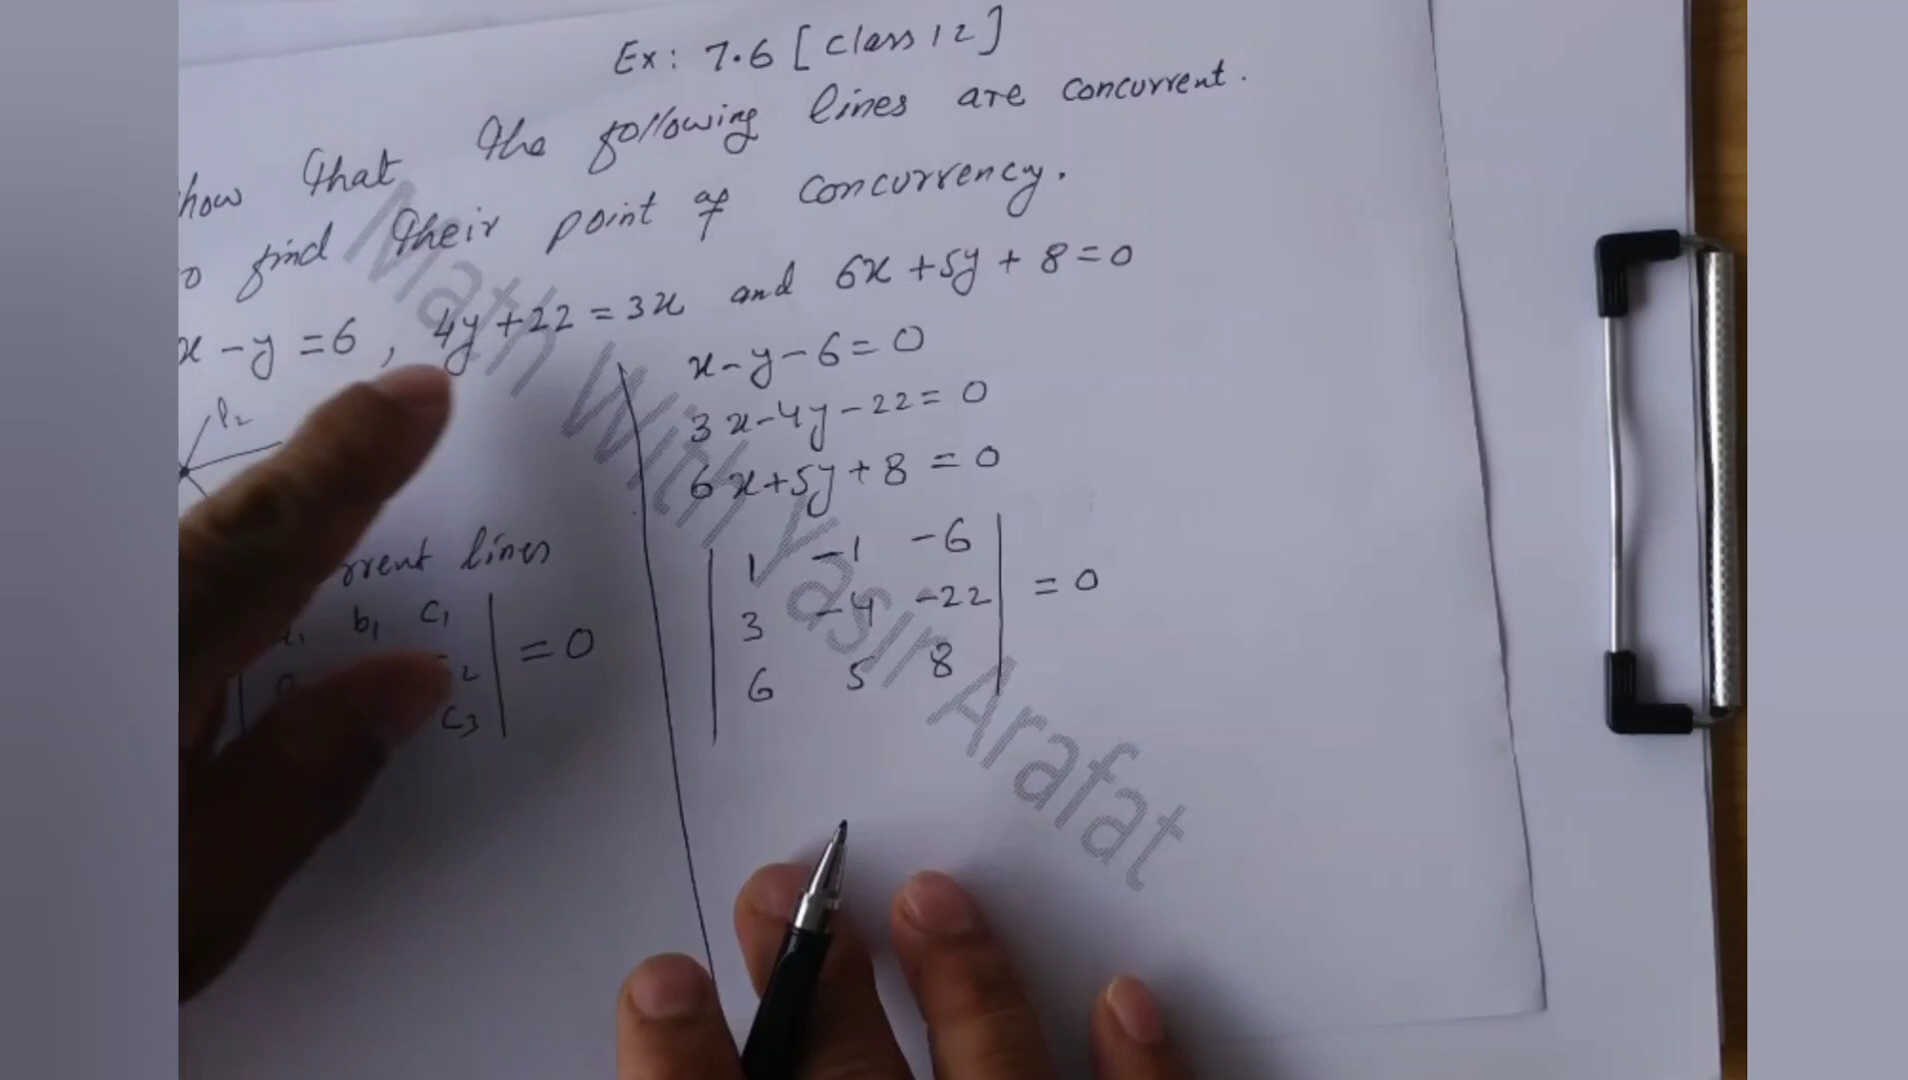 Ex: 7.6 [Class 12]
how that the following lines are concurrent.
o find their point of concurrency.
x - y = 6, 4y + 22 = 3x and 6x + 5y + 8 = 0
x - y - 6 = 0
3x - 4y - 22 = 0
6x + 5y + 8 = 0
1 -1 -6
3 -4 -22 = 0
6 5 8
l2
rrent lines
b1 c1
= 0
c3
Math With Yasir Arafat